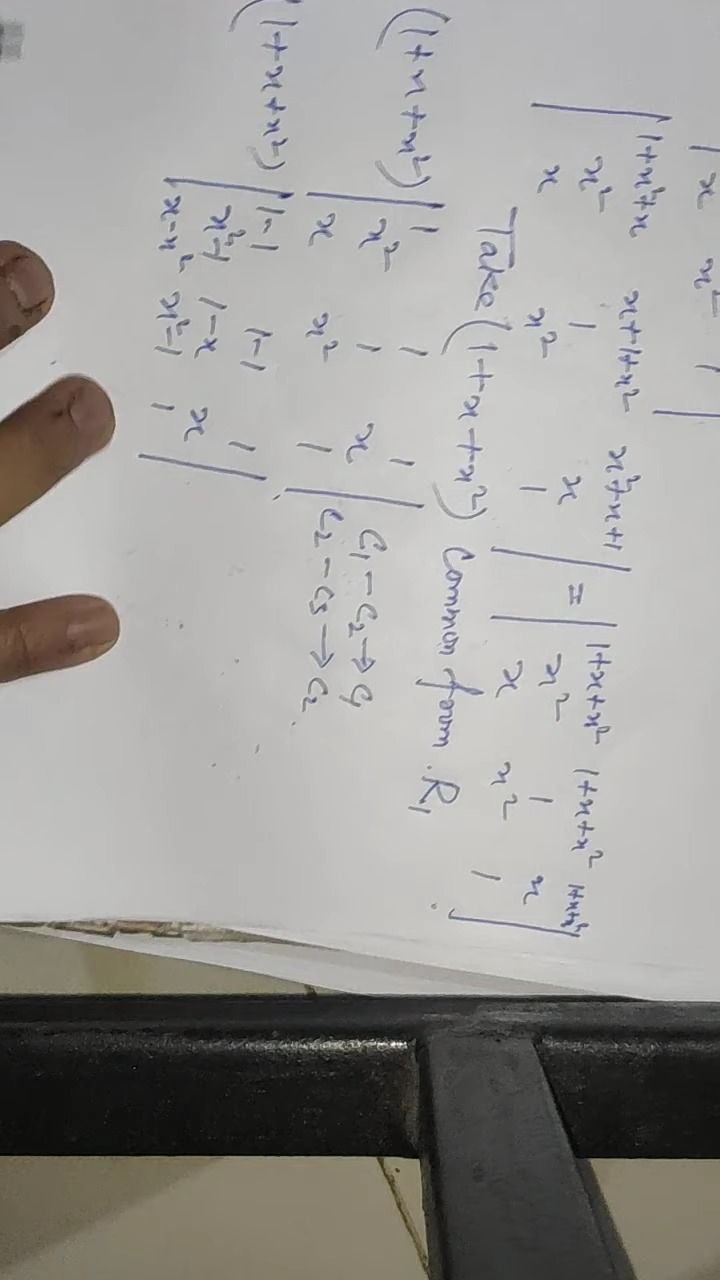 | x x² 1 |
| 1+x²+x x+1+x² x²+x+1 | = | 1+x+x² 1+x+x² 1+x+x² |
| x² 1 x | | x² 1 x |
| x x² 1 | | x x² 1 |
Take (1+x+x²) common form. R₁
(1+x+x²) | 1 1 1 |
| x² 1 x | C₁ − C₂ → C₁
| x x² 1 | C₂ − C₃ → C₂
(1+x+x²) | 1−1 1−1 1 |
| x²−1 1−x x |
| x−x² x²−1 1 |